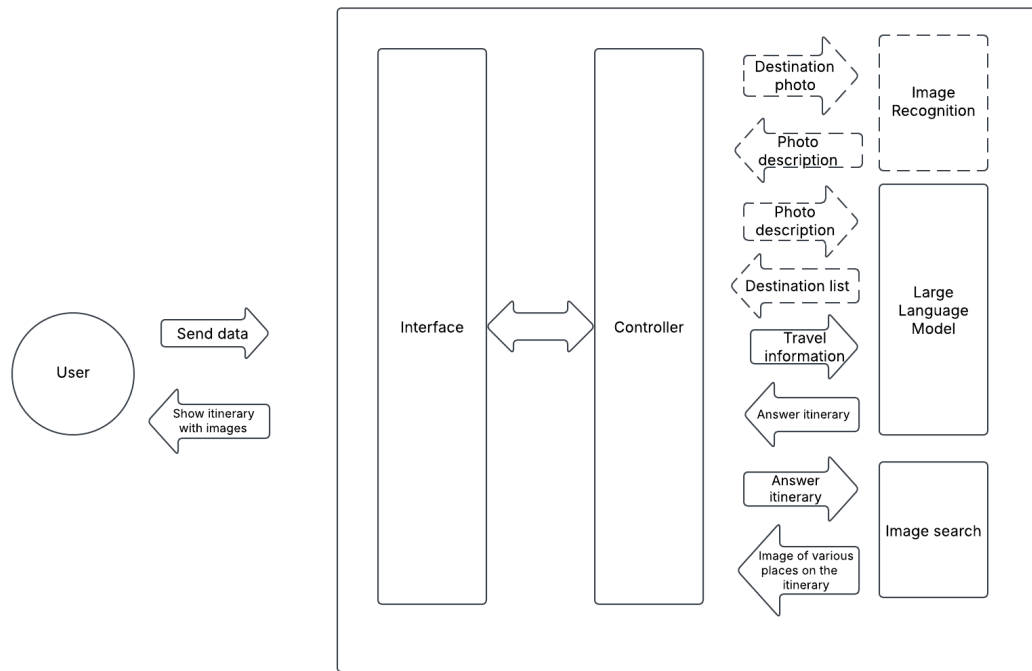 User
Send data
Show itinerary
with images
Interface
Controller
Destination
photo
Photo
description
Photo
description
Destination list
Travel
information
Answer itinerary
Answer
itinerary
Image of various
places on the
itinerary
Image
Recognition
Large
Language
Model
Image search